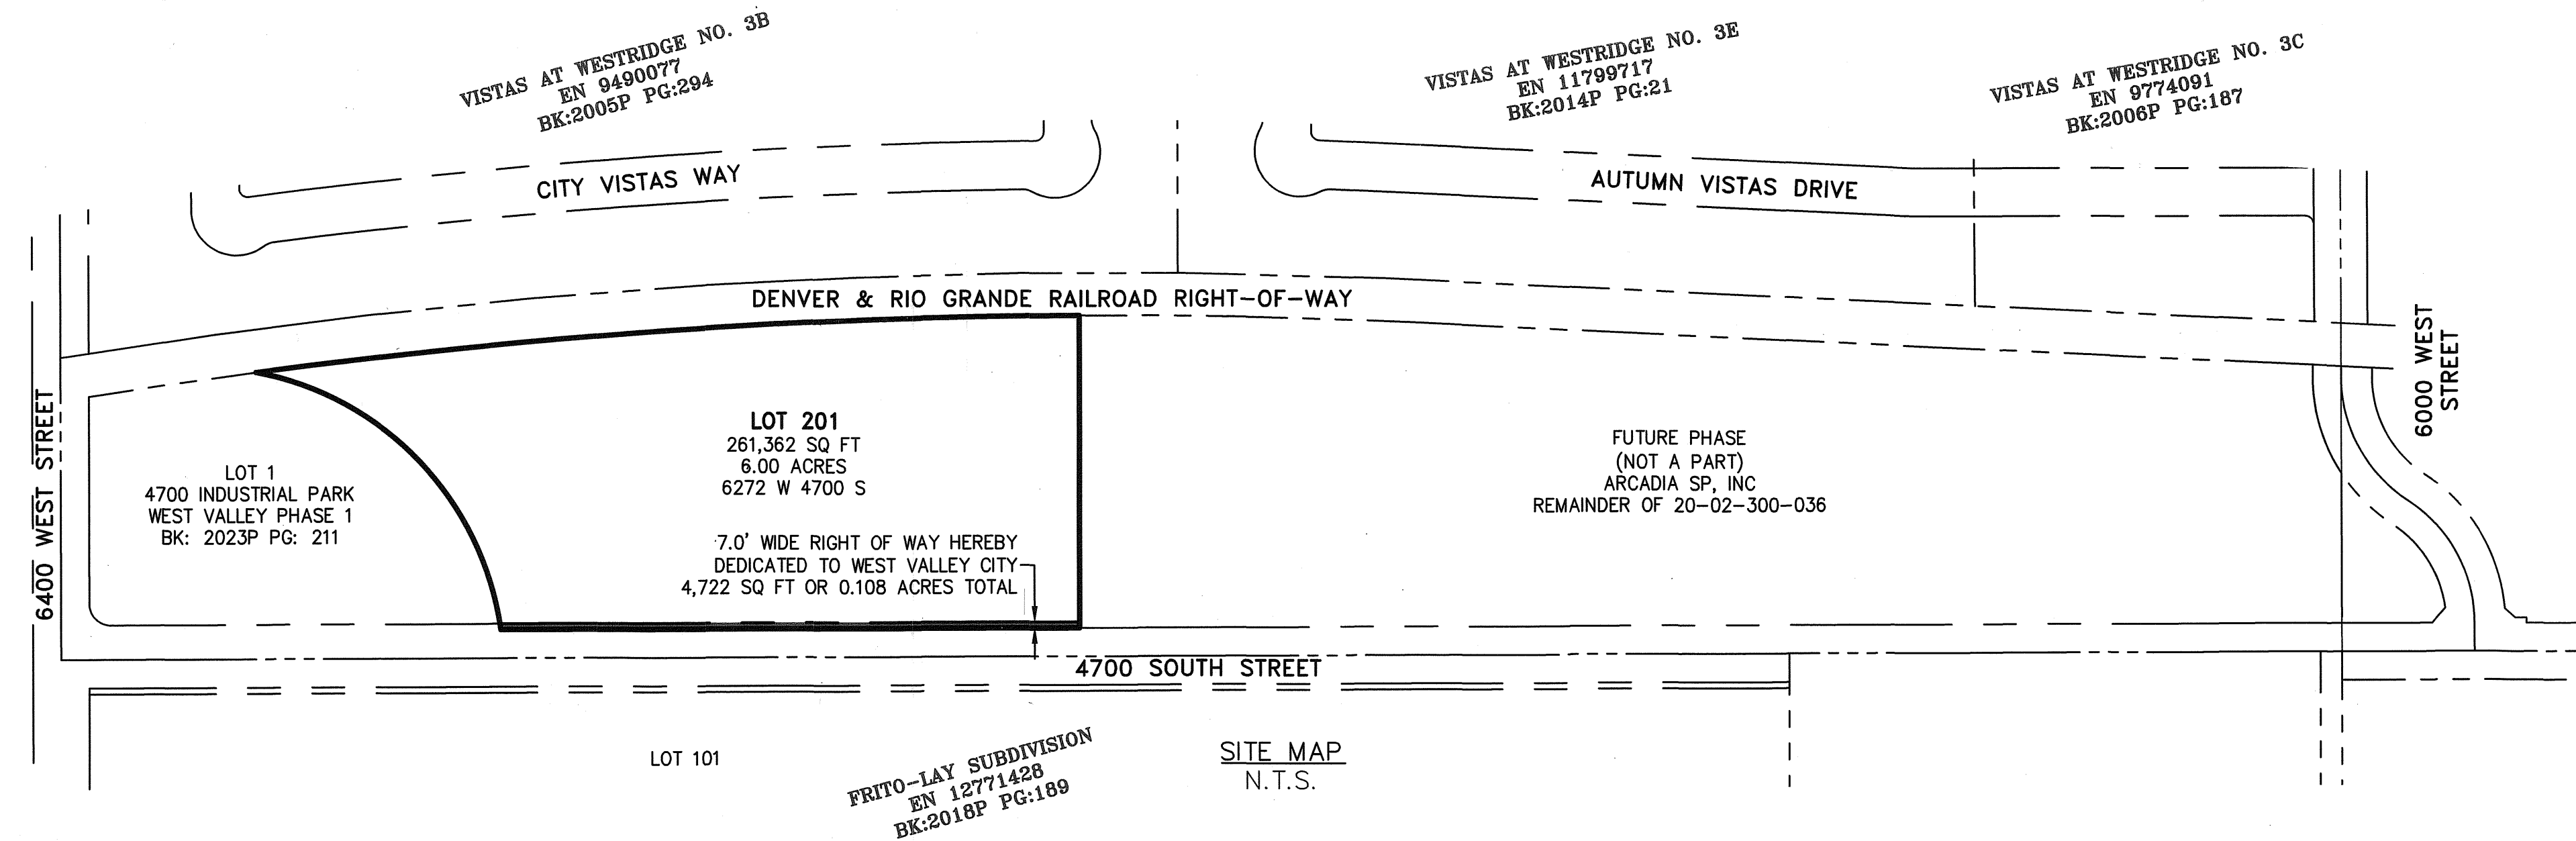 VISTAS AT WESTRIDGE NO. 3B
EN 9490077
BK:2005P PG:294
VISTAS AT WESTRIDGE NO. 3E
EN 11799717
BK:2014P PG:21
VISTAS AT WESTRIDGE NO. 3C
EN 9774091
BK:2006P PG:187
CITY VISTAS WAY
AUTUMN VISTAS DRIVE
DENVER & RIO GRANDE RAILROAD RIGHT-OF-WAY
6400 WEST STREET
LOT 1
4700 INDUSTRIAL PARK
WEST VALLEY PHASE 1
BK: 2023P PG: 211
LOT 201
261,362 SQ FT
6.00 ACRES
6272 W 4700 S
7.0' WIDE RIGHT OF WAY HEREBY
DEDICATED TO WEST VALLEY CITY
4,722 SQ FT OR 0.108 ACRES TOTAL
FUTURE PHASE
(NOT A PART)
ARCADIA SP, INC
REMAINDER OF 20-02-300-036
6000 WEST
STREET
4700 SOUTH STREET
LOT 101
FRITO-LAY SUBDIVISION
EN 12771428
BK:2018P PG:189
SITE MAP
N.T.S.